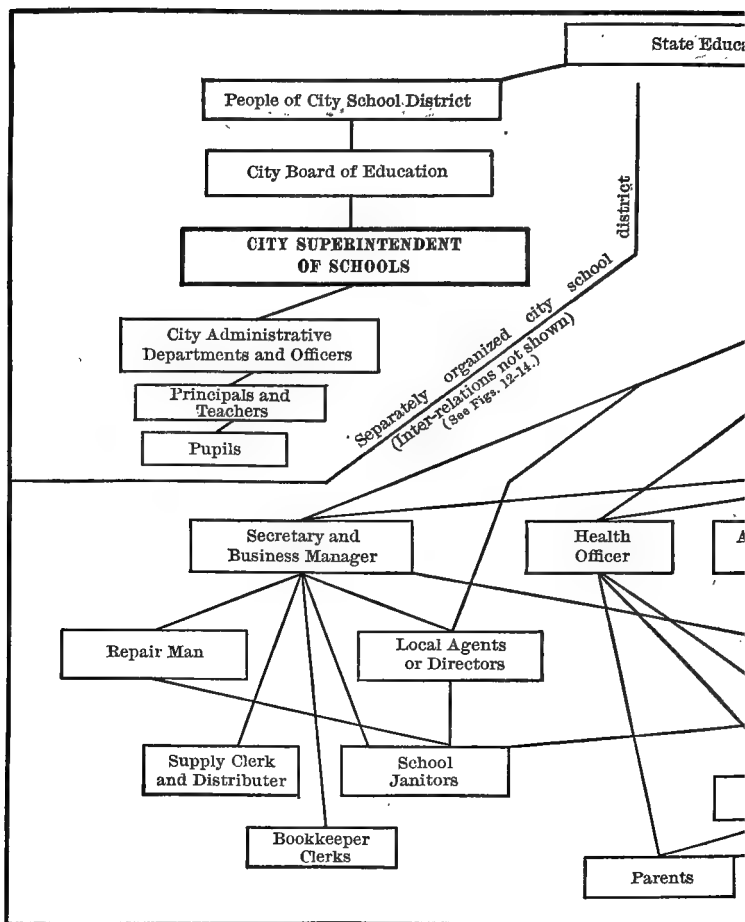 State Educa
People of City School District
City Board of Education
CITY SUPERINTENDENT
OF SCHOOLS
City Administrative
Departments and Officers
Principals and
Teachers
Pupils
Separately organized city school district
(Inter-relations not shown)
(See Figs. 12-14.)
Secretary and
Business Manager
Health
Officer
A
Repair Man
Local Agents
or Directors
Supply Clerk
and Distributer
School
Janitors
Bookkeeper
Clerks
Parents